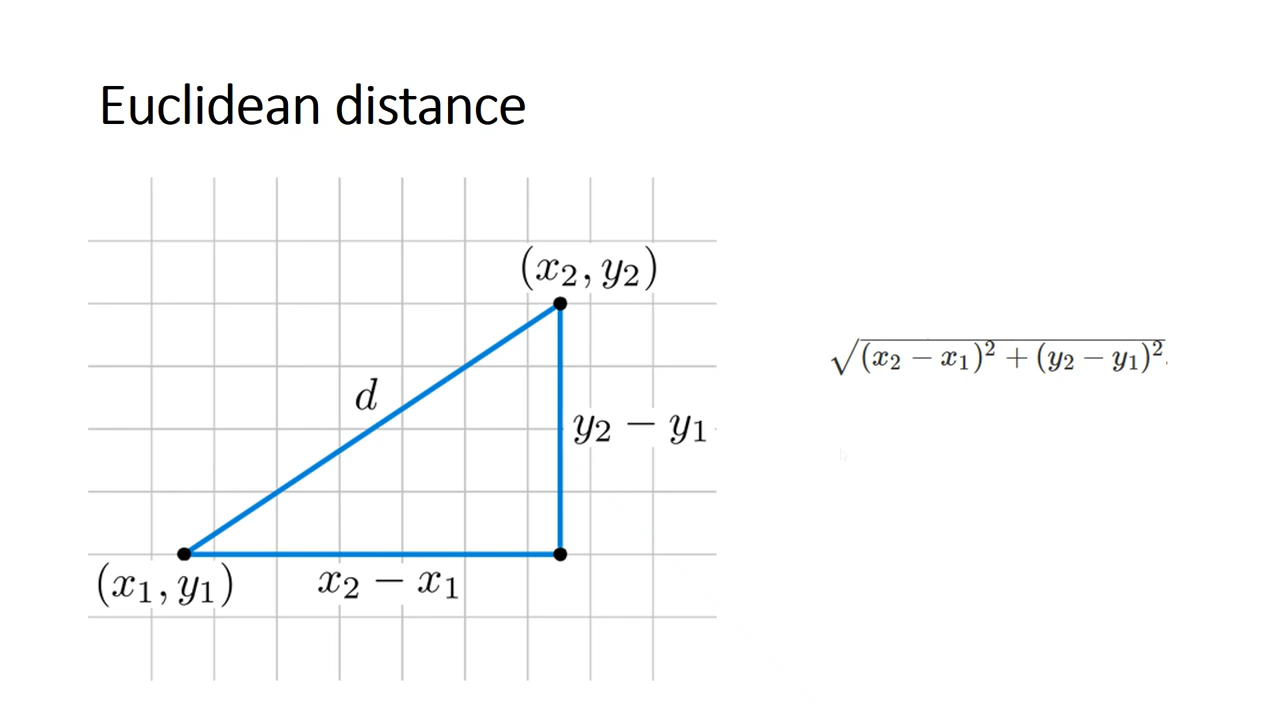 Euclidean distance
(x₂, y₂)
d
y₂ − y₁
(x₁, y₁)
x₂ − x₁
√(x₂ − x₁)² + (y₂ − y₁)².